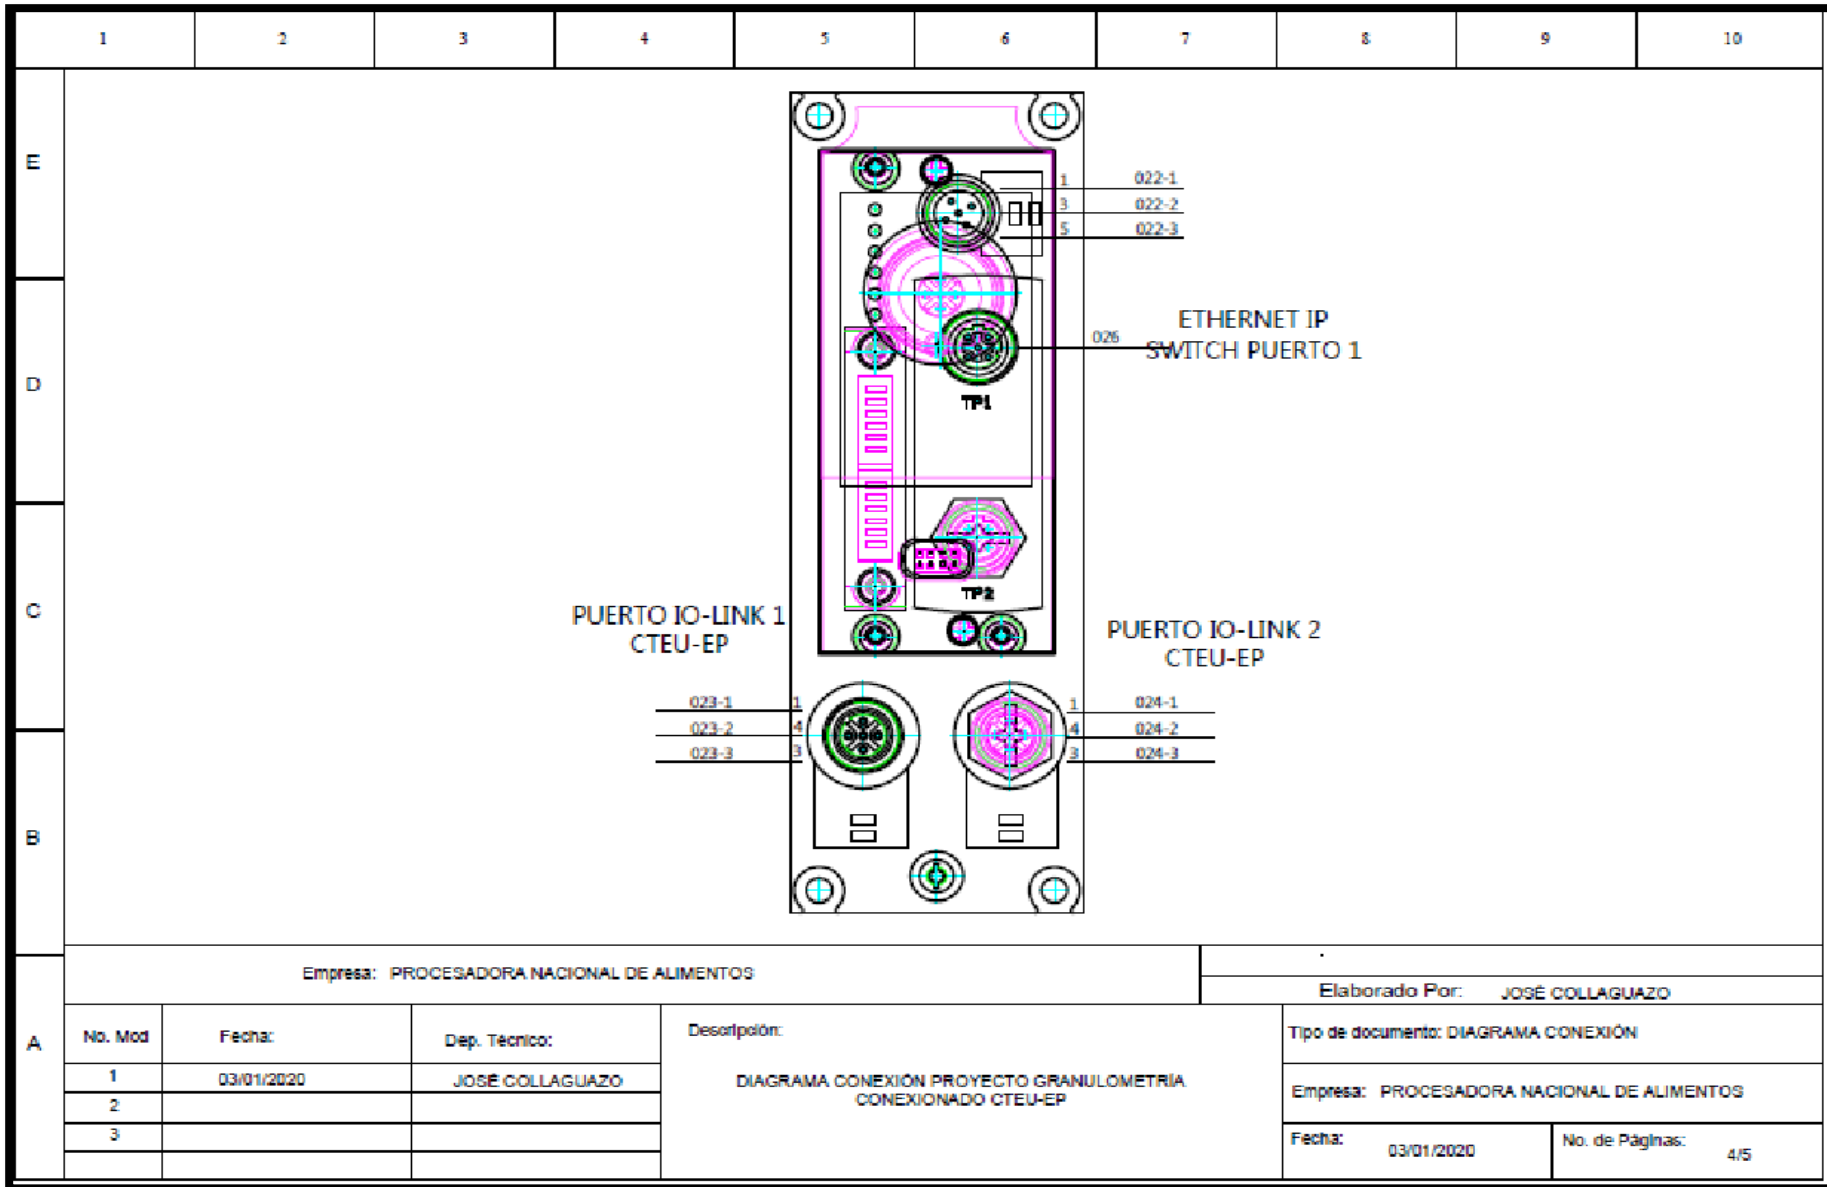 1 2 3 4 5 6 7 8 9 10
E
D
C
B
A
1 022-1
3 022-2
5 022-3
026
ETHERNET IP
SWITCH PUERTO 1
TP1
TP2
PUERTO IO-LINK 1
CTEU-EP
PUERTO IO-LINK 2
CTEU-EP
023-1 1
023-2 4
023-3 3
1 024-1
4 024-2
3 024-3
Empresa: PROCESADORA NACIONAL DE ALIMENTOS
Elaborado Por: JOSÉ COLLAGUAZO
No. Mod Fecha: Dep. Técnico:
1 03/01/2020 JOSÉ COLLAGUAZO
2
3
Descripción:
DIAGRAMA CONEXIÓN PROYECTO GRANULOMETRÍA
CONEXIONADO CTEU-EP
Tipo de documento: DIAGRAMA CONEXIÓN
Empresa: PROCESADORA NACIONAL DE ALIMENTOS
Fecha: 03/01/2020
No. de Páginas: 4/5